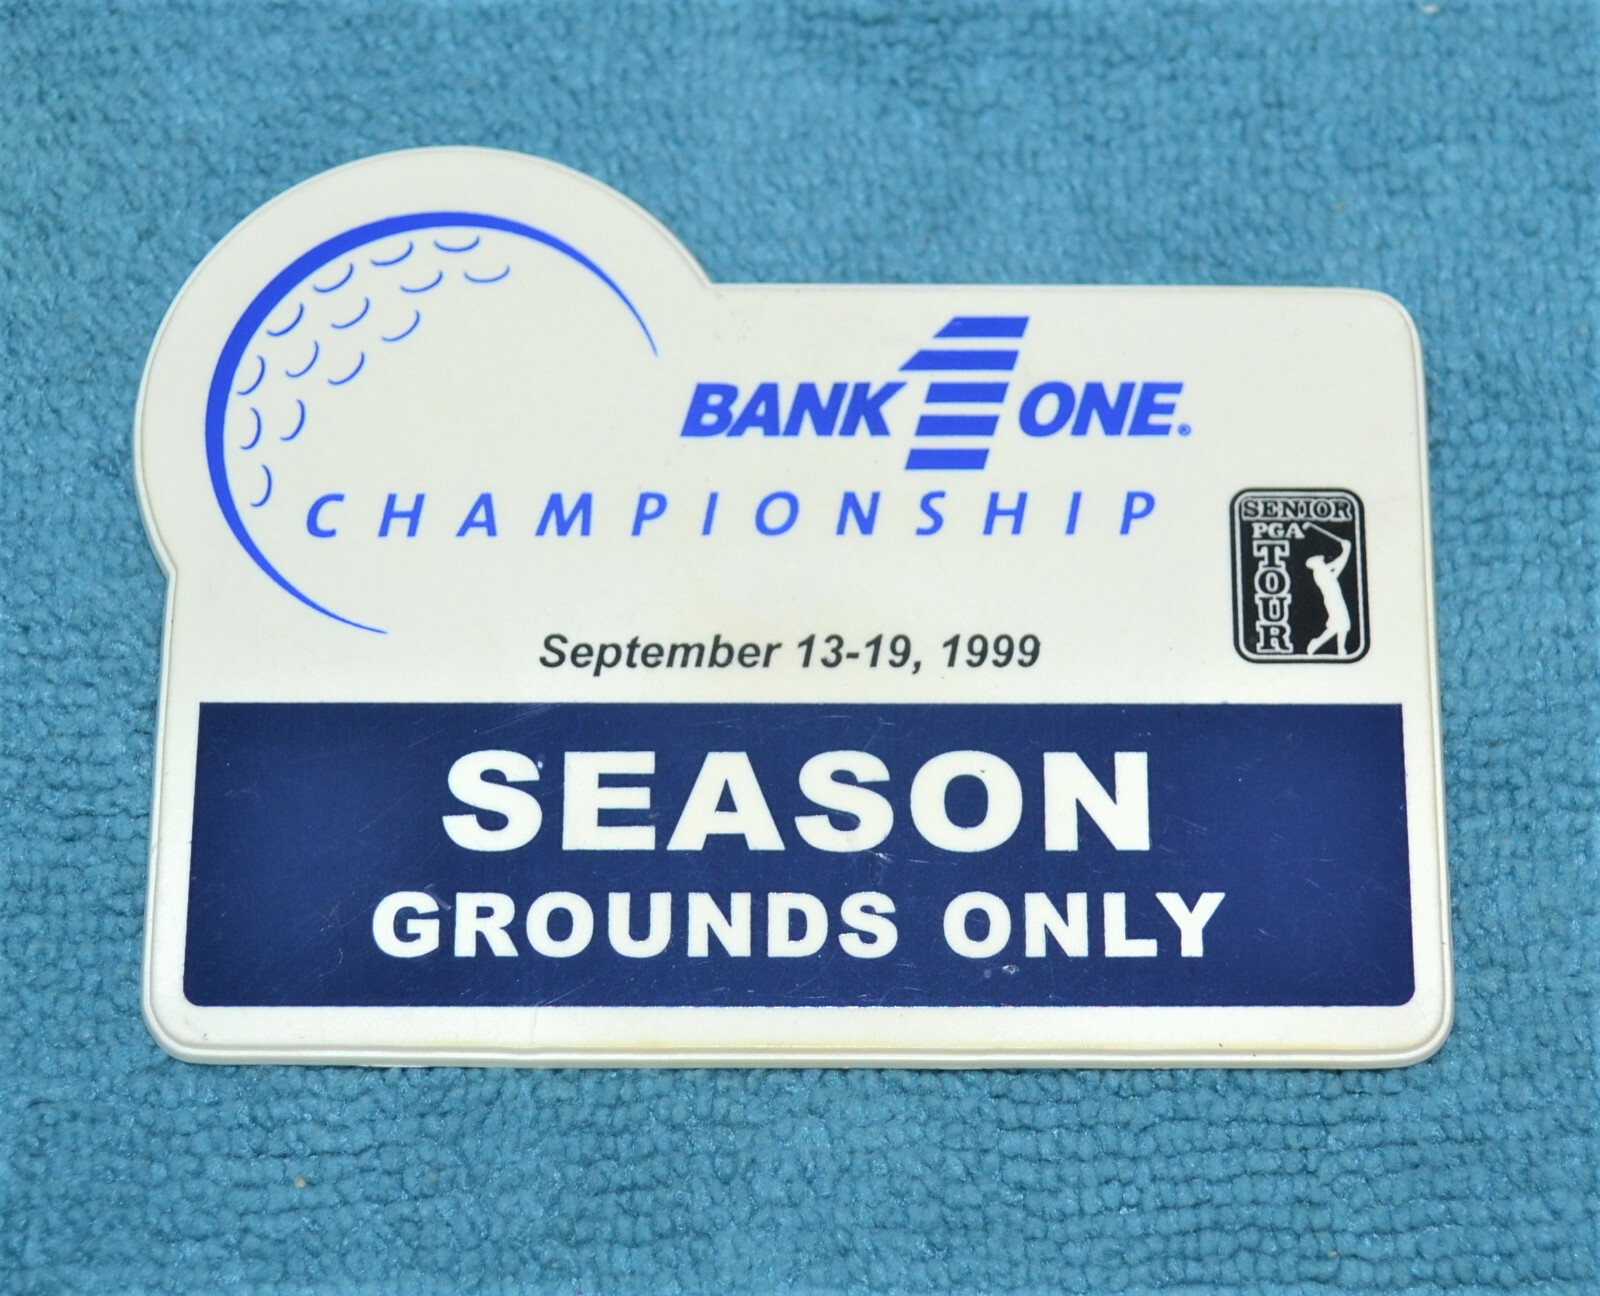 BANK ONE®
CHAMPIONSHIP
SENIOR
PGA
TOUR
September 13-19, 1999
SEASON
GROUNDS ONLY